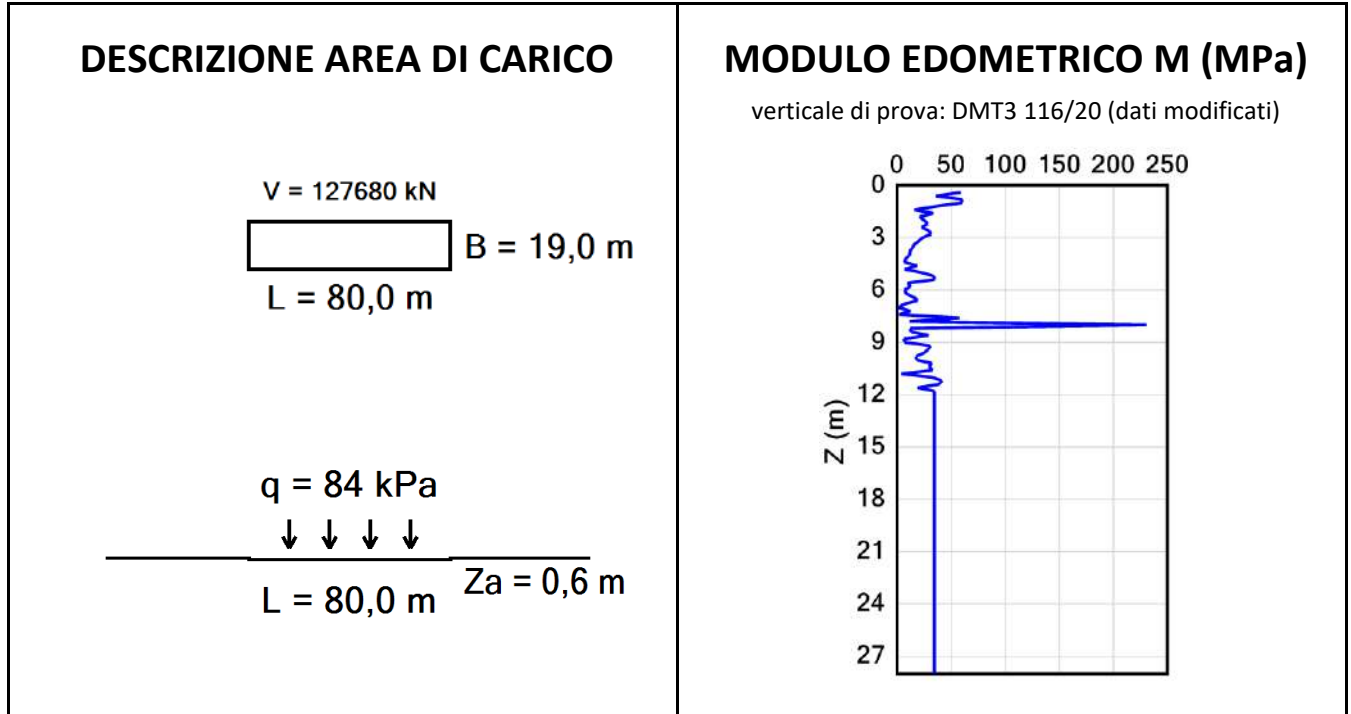 DESCRIZIONE AREA DI CARICO
V = 127680 kN
B = 19,0 m
L = 80,0 m
q = 84 kPa
Za = 0,6 m
L = 80,0 m
MODULO EDOMETRICO M (MPa)
verticale di prova: DMT3 116/20 (dati modificati)
0 50 100 150 200 250
0
3
6
9
12
15
18
21
24
27
Z (m)